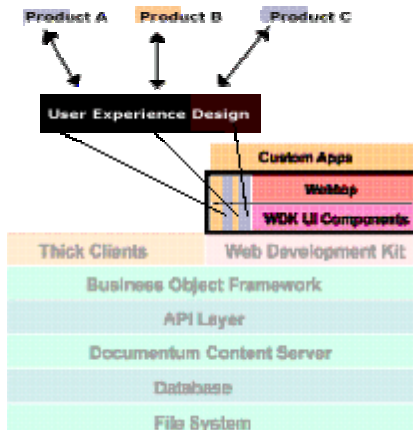 Product A Product B Product C
User Experience Design
Custom Apps
Webtop
WDK UI Components
Thick Clients Web Development Kit
Business Object Framework
API Layer
Documentum Content Server
Database
File System